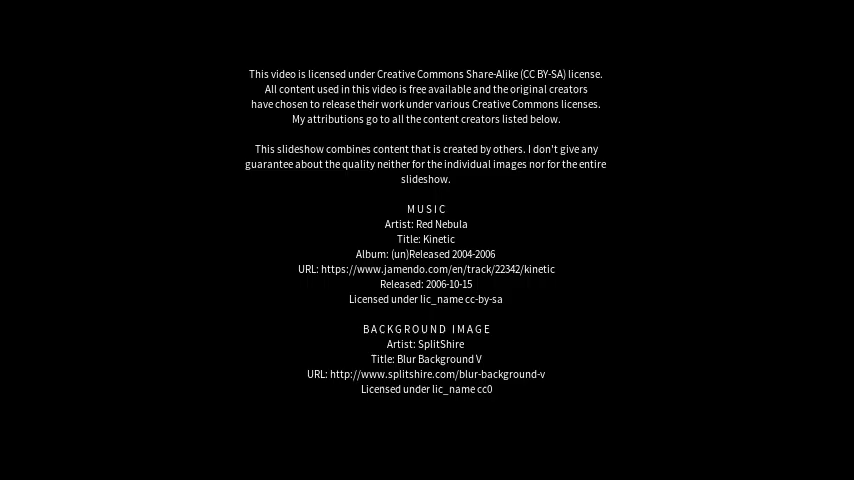 This video is licensed under Creative Commons Share-Alike (CC BY-SA) license.
All content used in this video is free available and the original creators
have chosen to release their work under various Creative Commons licenses.
My attributions go to all the content creators listed below.
This slideshow combines content that is created by others. I don't give any
guarantee about the quality neither for the individual images nor for the entire
slideshow.
MUSIC
Artist: Red Nebula
Title: Kinetic
Album: (un)Released 2004-2006
URL: https://www.jamendo.com/en/track/22342/kinetic
Released: 2006-10-15
Licensed under lic_name cc-by-sa
BACKGROUND IMAGE
Artist: SplitShire
Title: Blur Background V
URL: http://www.splitshire.com/blur-background-v
Licensed under lic_name cc0